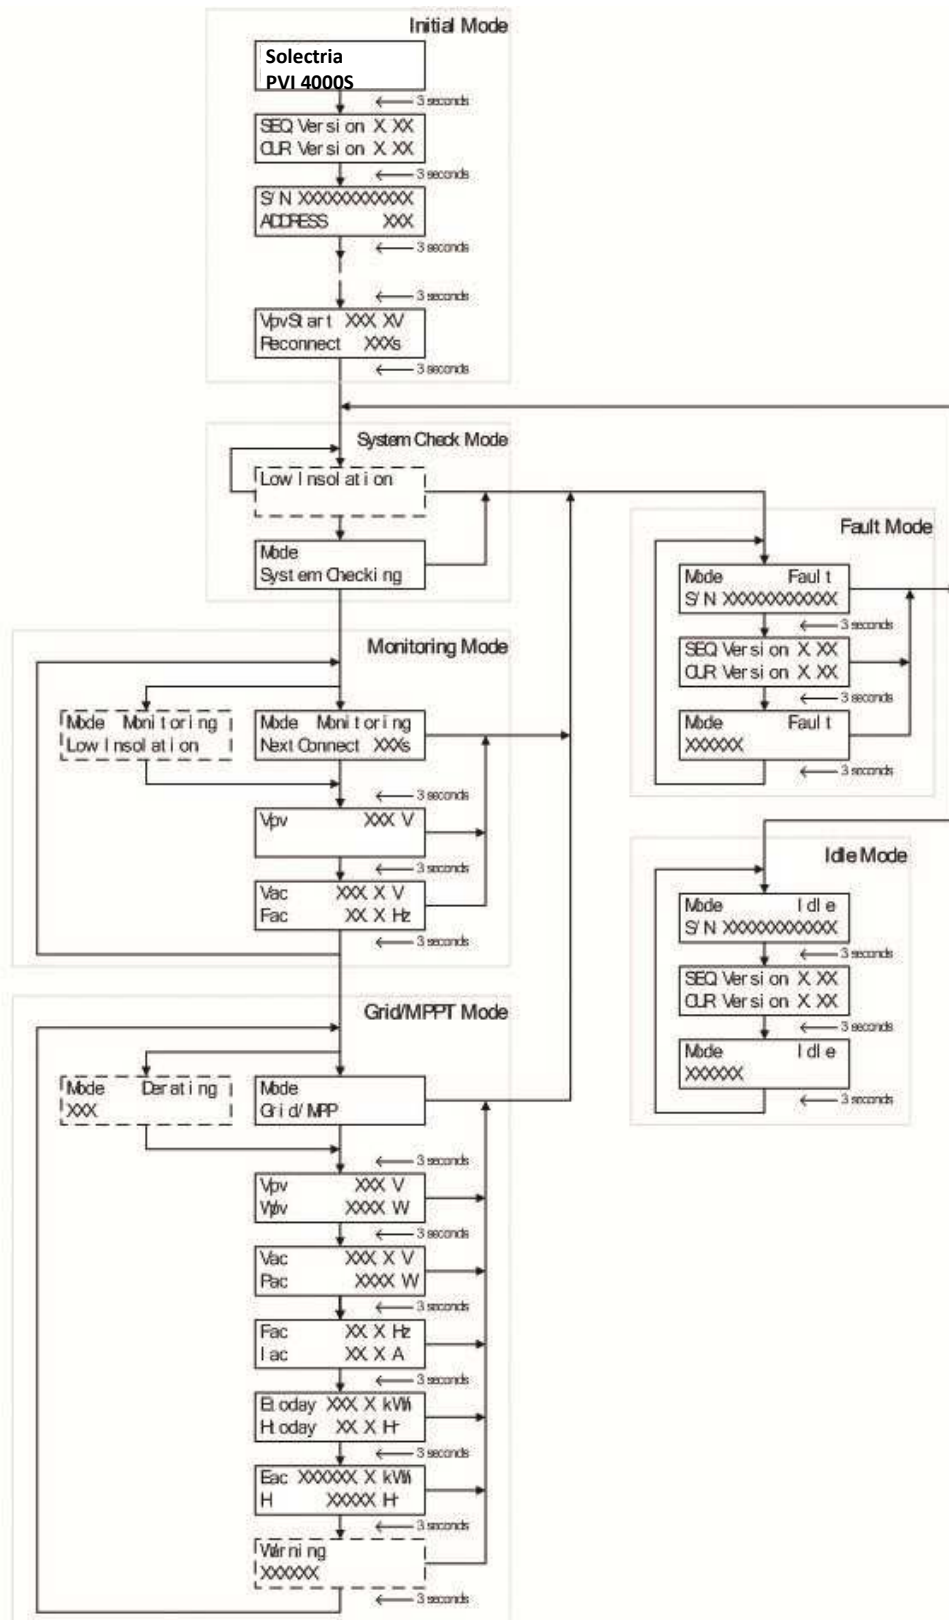 Initial Mode
Solectria
PVI 4000S
3 seconds
SEQ Version X.XX
CUR Version X.XX
3 seconds
S/N XXXXXXXXXXXX
ADDRESS XXX
3 seconds
3 seconds
VpvStart XXX.XV
Reconnect XXXs
3 seconds
System Check Mode
Low Insolation
Mode
System Checking
Monitoring Mode
Mode Monitoring
Low Insolation
Mode Monitoring
Next Connect XXXs
3 seconds
Vpv XXX V
3 seconds
Vac XXX.X V
Fac XX.X Hz
3 seconds
Grid/MPPT Mode
Mode Derating
XXX
Mode
Grid/MPP
3 seconds
Vpv XXX V
Wpv XXXX W
3 seconds
Vac XXX.X V
Pac XXXX W
3 seconds
Fac XX.X Hz
Iac XX.X A
3 seconds
Etoday XXX.X kWh
Htoday XX.X Hr
3 seconds
Eac XXXXXX.X kWh
H XXXXX Hr
3 seconds
Warning
XXXXXX
3 seconds
Fault Mode
Mode Fault
S/N XXXXXXXXXXXX
3 seconds
SEQ Version X.XX
CUR Version X.XX
3 seconds
Mode Fault
XXXXXX
3 seconds
Idle Mode
Mode Idle
S/N XXXXXXXXXXXX
3 seconds
SEQ Version X.XX
CUR Version X.XX
3 seconds
Mode Idle
XXXXXX
3 seconds